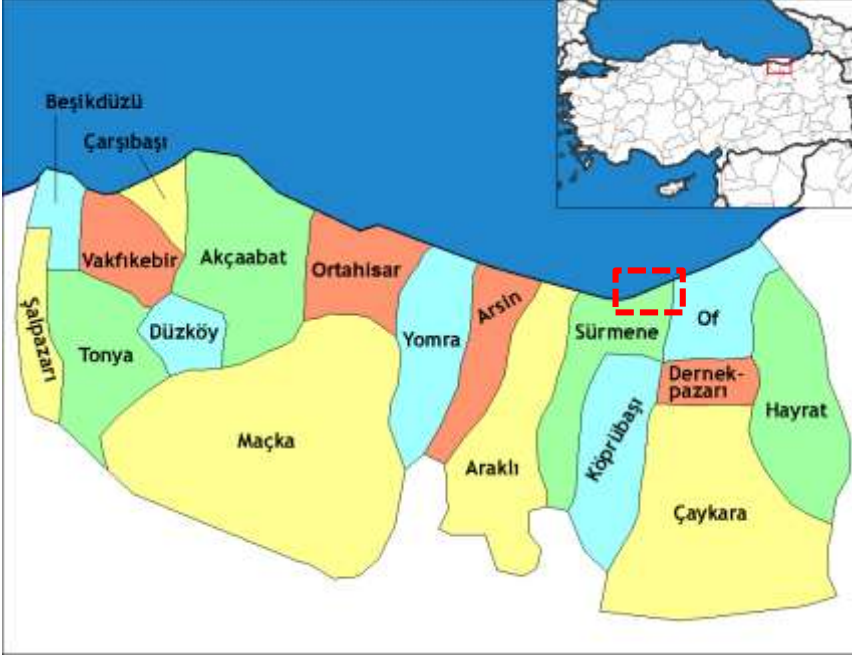 Beşikdüzü
Çarşıbaşı
Vakfıkebir
Akçaabat
Ortahisar
Arsin
Of
Şalpazarı
Tonya
Düzköy
Yomra
Sürmene
Dernek-
pazarı
Köprübaşı
Hayrat
Maçka
Araklı
Çaykara